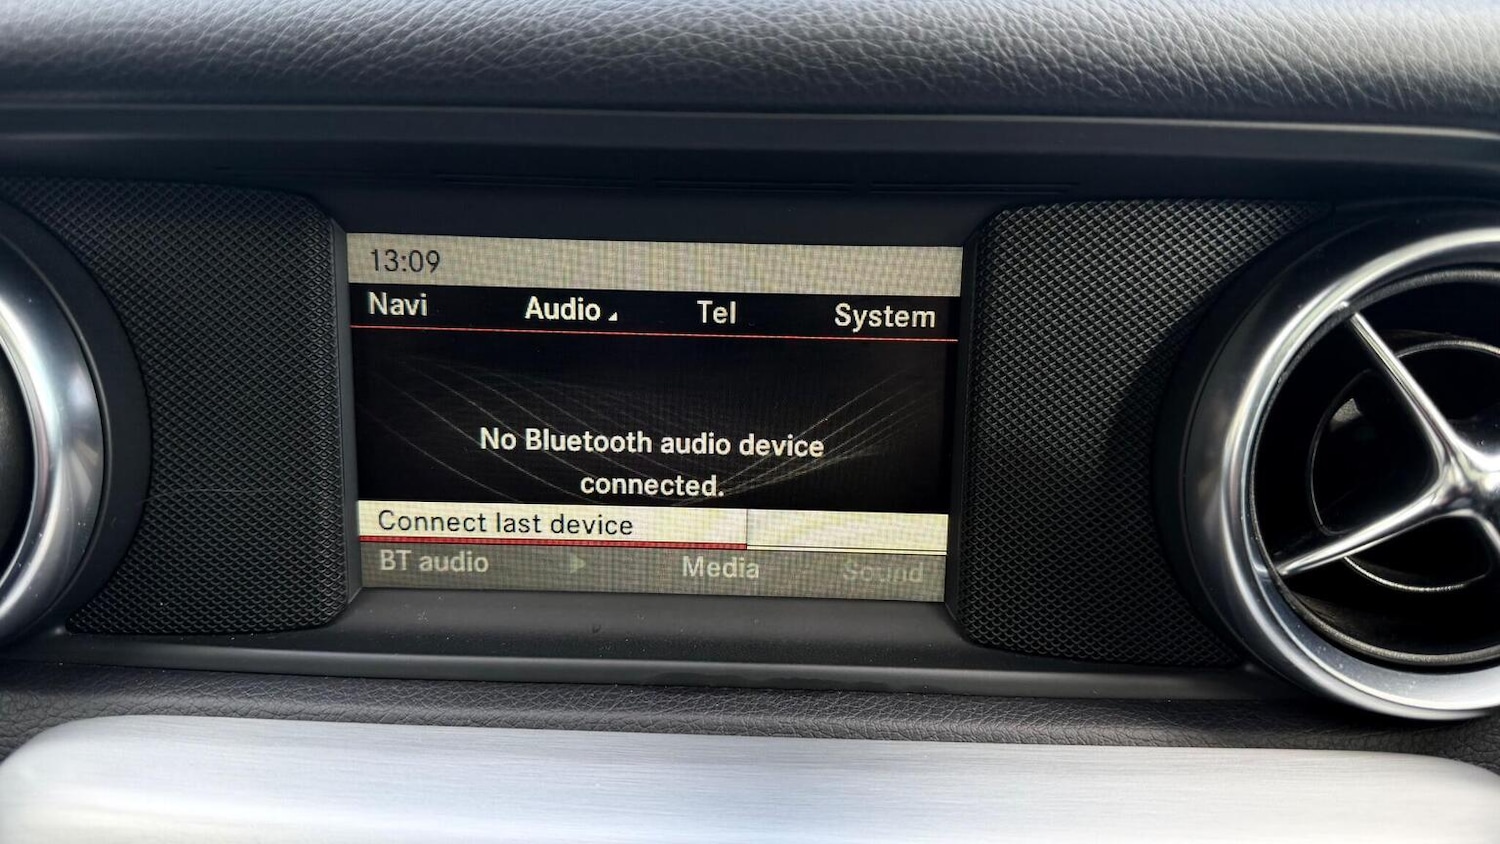 13:09
Navi Audio Tel System
No Bluetooth audio device
connected.
Connect last device
BT audio Media Sound